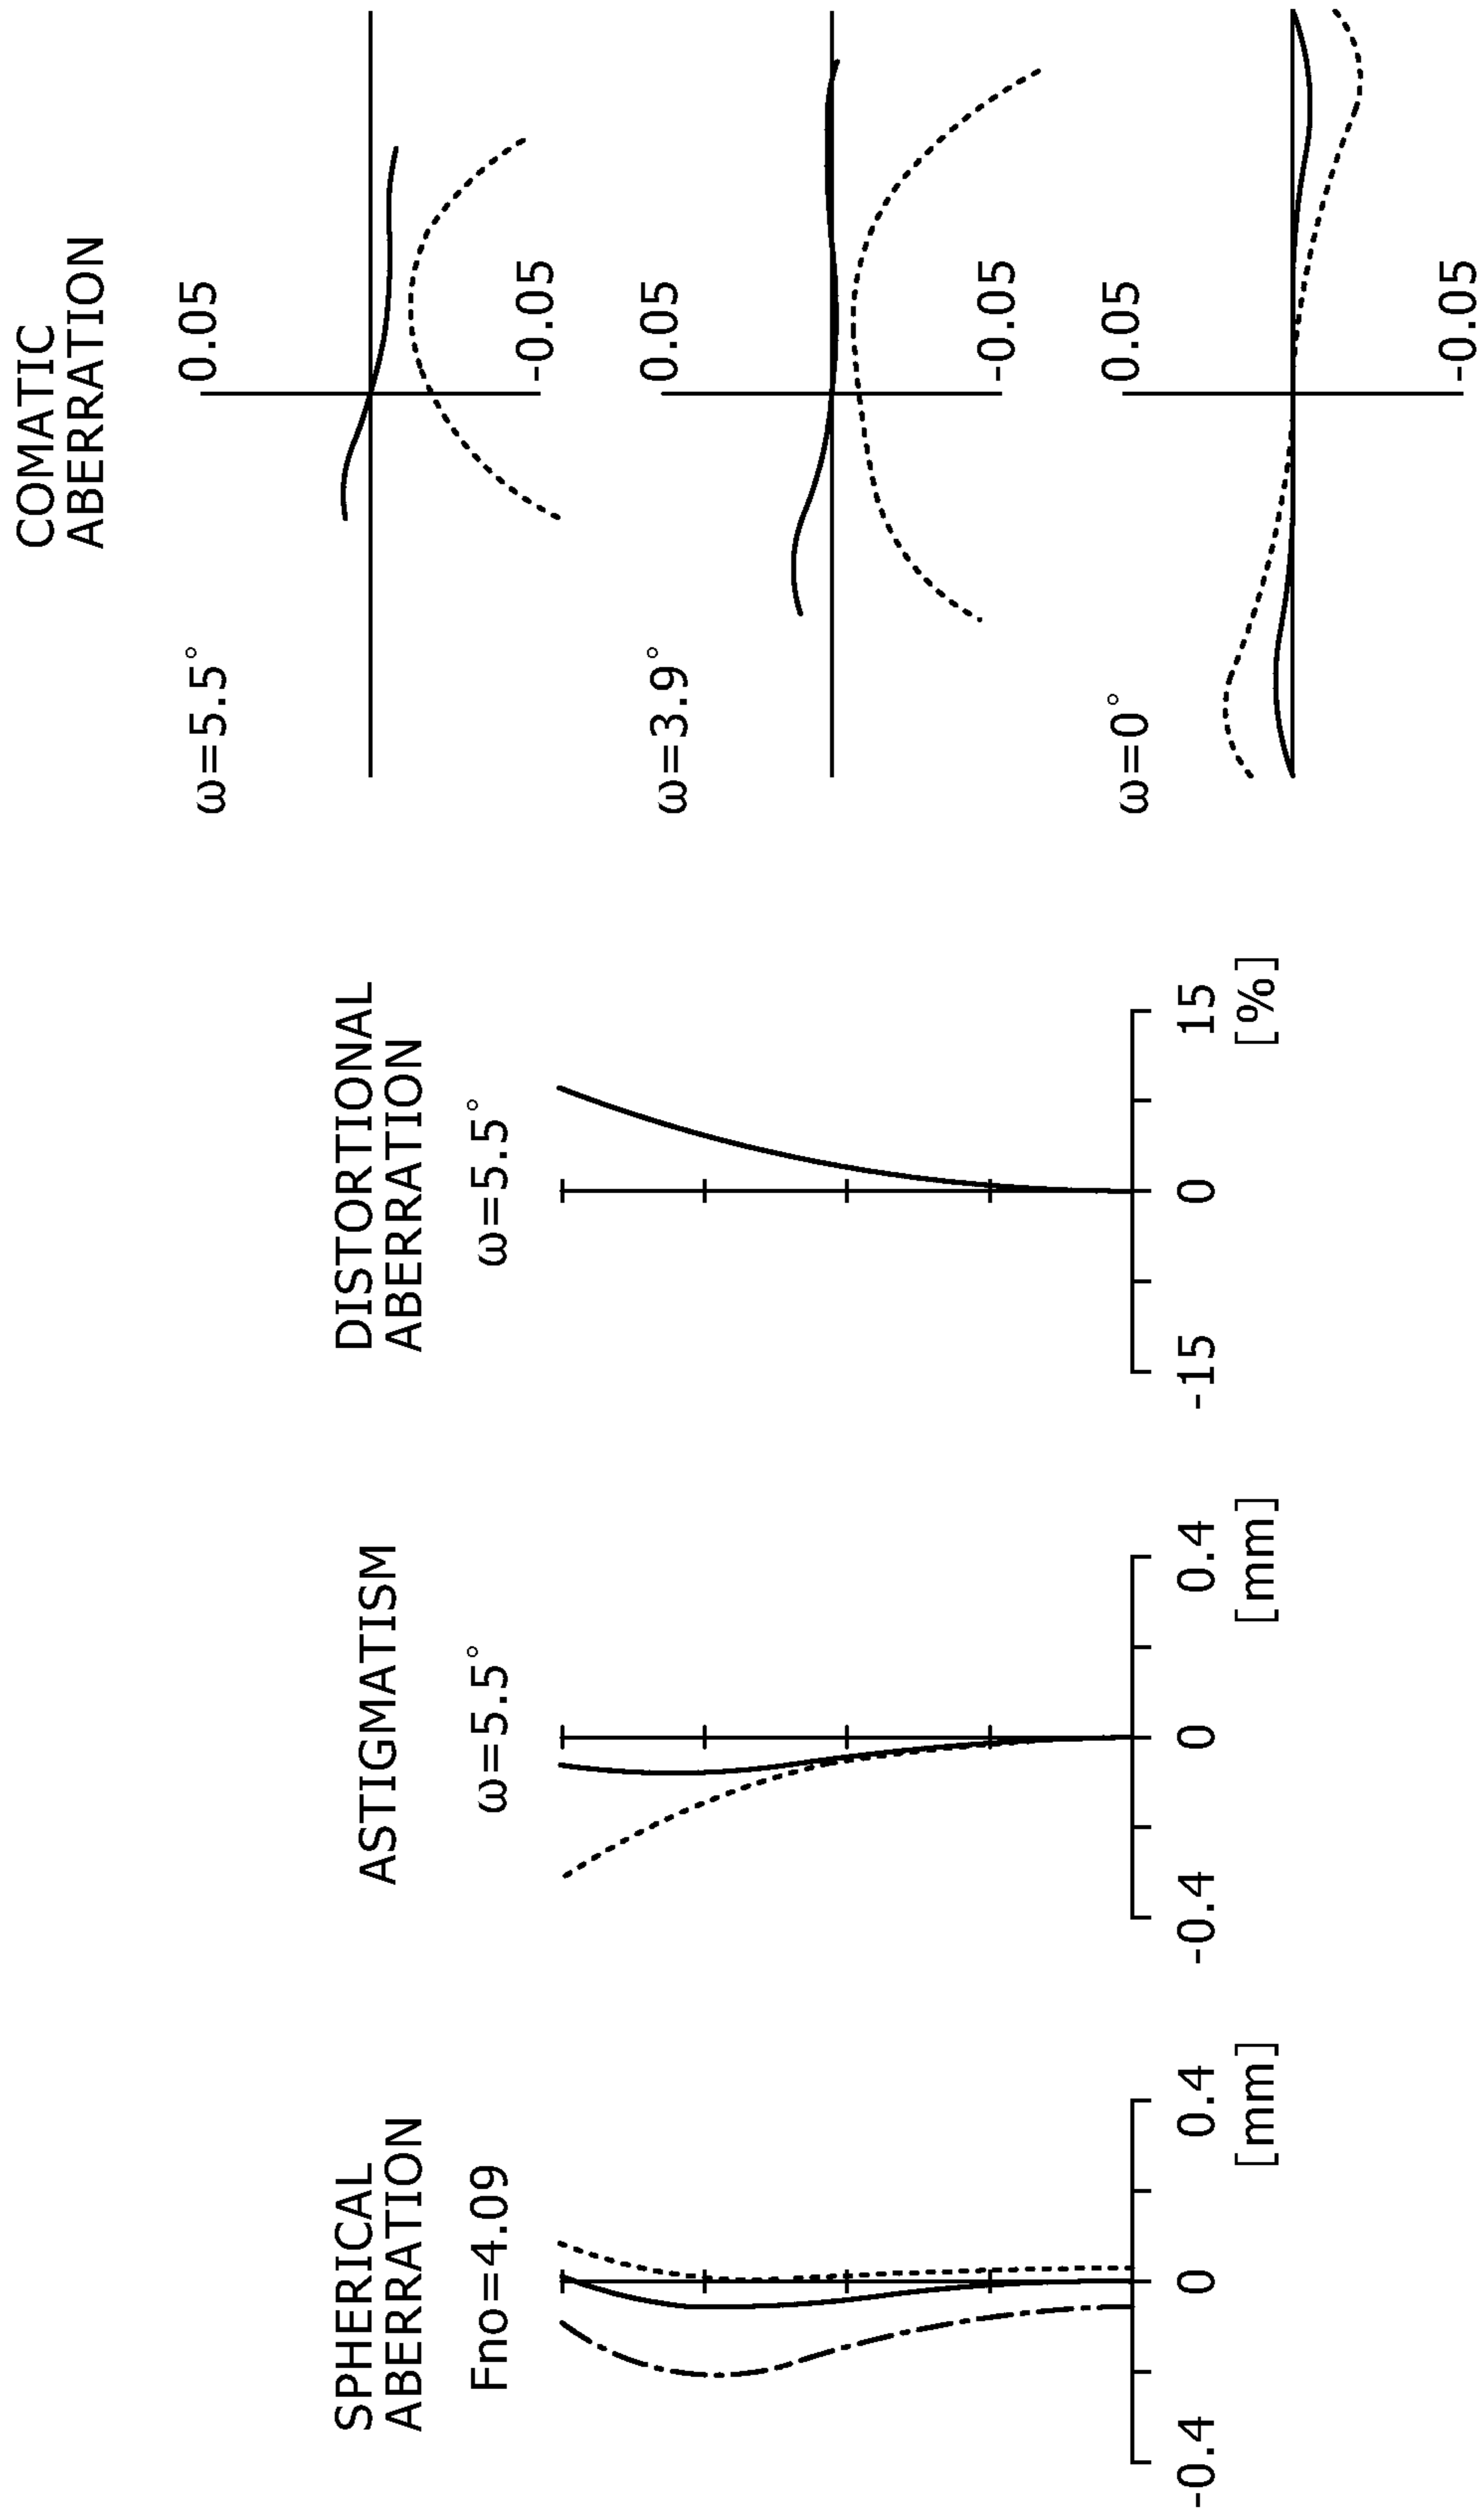 SPHERICAL
ABERRATION
Fno=4.09
-0.4
0
0.4
[mm]
ASTIGMATISM
ω=5.5°
-0.4
0
0.4
[mm]
DISTORTIONAL
ABERRATION
ω=5.5°
-15
0
15
[%]
COMATIC
ABERRATION
ω=5.5°
0.05
-0.05
ω=3.9°
0.05
-0.05
ω=0°
0.05
-0.05